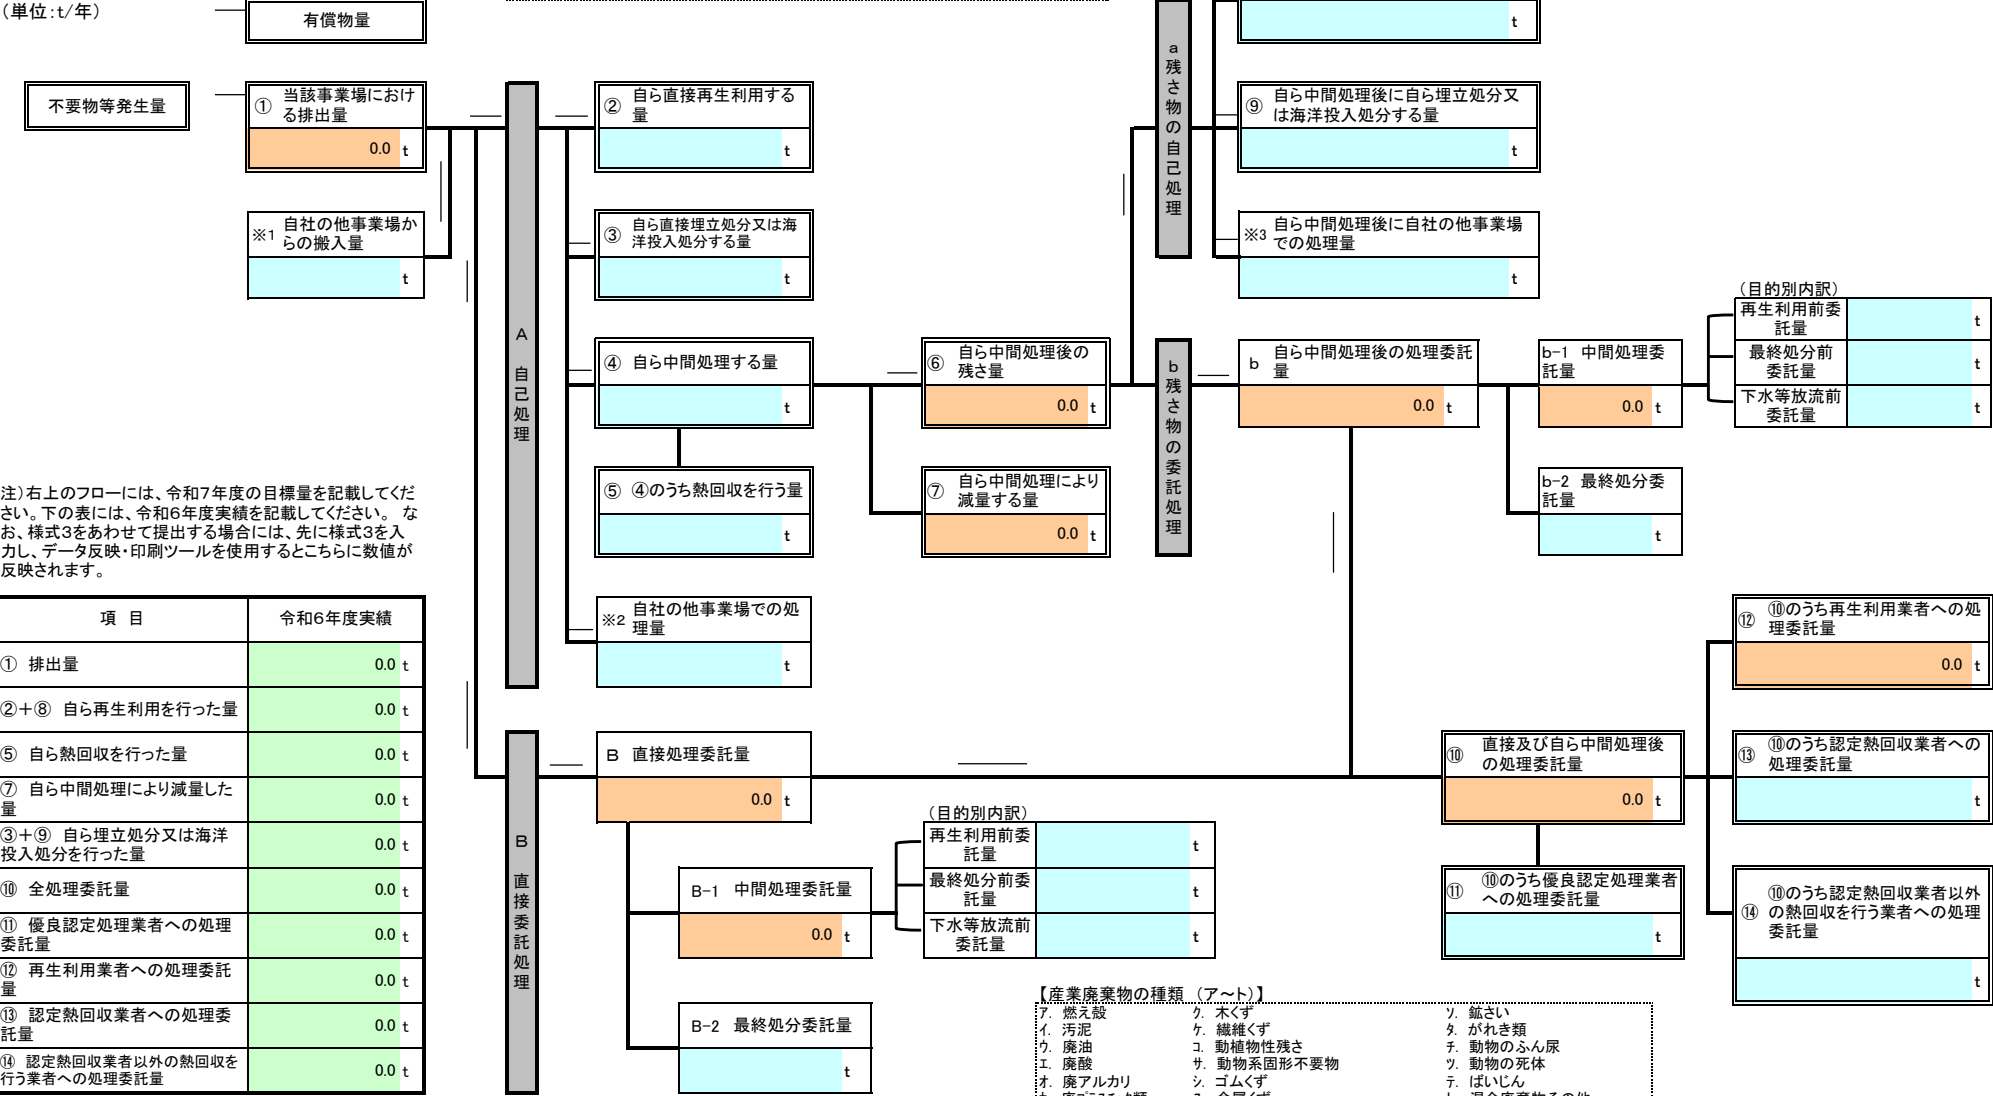 （単位:t/年）
有償物量
t
不要物等発生量
① 当該事業場におけ
る排出量
0.0 t
※1 自社の他事業場か
らの搬入量
t
A 自己処理
② 自ら直接再生利用する
量
t
③ 自ら直接埋立処分又は海
洋投入処分する量
t
④ 自ら中間処理する量
t
⑤ ④のうち熱回収を行う量
t
※2 自社の他事業場での処
理量
t
⑥ 自ら中間処理後の
残さ量
0.0 t
⑦ 自ら中間処理により
減量する量
0.0 t
a残さ物の自己処理
⑨ 自ら中間処理後に自ら埋立処分又
は海洋投入処分する量
t
※3 自ら中間処理後に自社の他事業場
での処理量
t
b残さ物の委託処理
b 自ら中間処理後の処理委託
量
0.0 t
b-1 中間処理委
託量
0.0 t
b-2 最終処分委
託量
t
（目的別内訳）
再生利用前委
託量
t
最終処分前
委託量
t
下水等放流前
委託量
t
注）右上のフローには、令和7年度の目標量を記載してくだ
さい。下の表には、令和6年度実績を記載してください。 な
お、様式3をあわせて提出する場合には、先に様式3を入
力し、データ反映・印刷ツールを使用するとこちらに数値が
反映されます。
項 目 令和6年度実績
① 排出量 0.0 t
②＋⑧ 自ら再生利用を行った量 0.0 t
⑤ 自ら熱回収を行った量 0.0 t
⑦ 自ら中間処理により減量した
量 0.0 t
③＋⑨ 自ら埋立処分又は海洋
投入処分を行った量 0.0 t
⑩ 全処理委託量 0.0 t
⑪ 優良認定処理業者への処理
委託量 0.0 t
⑫ 再生利用業者への処理委託
量 0.0 t
⑬ 認定熱回収業者への処理委
託量 0.0 t
⑭ 認定熱回収業者以外の熱回収を
行う業者への処理委託量 0.0 t
B 直接委託処理
B 直接処理委託量
0.0 t
B-1 中間処理委託量
0.0 t
B-2 最終処分委託量
t
（目的別内訳）
再生利用前委
託量
t
最終処分前委
託量
t
下水等放流前
委託量
t
⑩ 直接及び自ら中間処理後
の処理委託量
0.0 t
⑪ ⑩のうち優良認定処理業者
への処理委託量
t
⑫ ⑩のうち再生利用業者への処
理委託量
0.0 t
⑬ ⑩のうち認定熱回収業者への
処理委託量
t
⑭ ⑩のうち認定熱回収業者以外
の熱回収を行う業者への処理
委託量
t
【産業廃棄物の種類 （ア～ト）】
ｱ. 燃え殻 ｸ. 木くず ｿ. 鉱さい
ｲ. 汚泥 ｹ. 繊維くず ﾀ. がれき類
ｳ. 廃油 ｺ. 動植物性残さ ﾁ. 動物のふん尿
ｴ. 廃酸 ｻ. 動物系固形不要物 ﾂ. 動物の死体
ｵ. 廃アルカリ ｼ. ゴムくず ﾃ. ばいじん